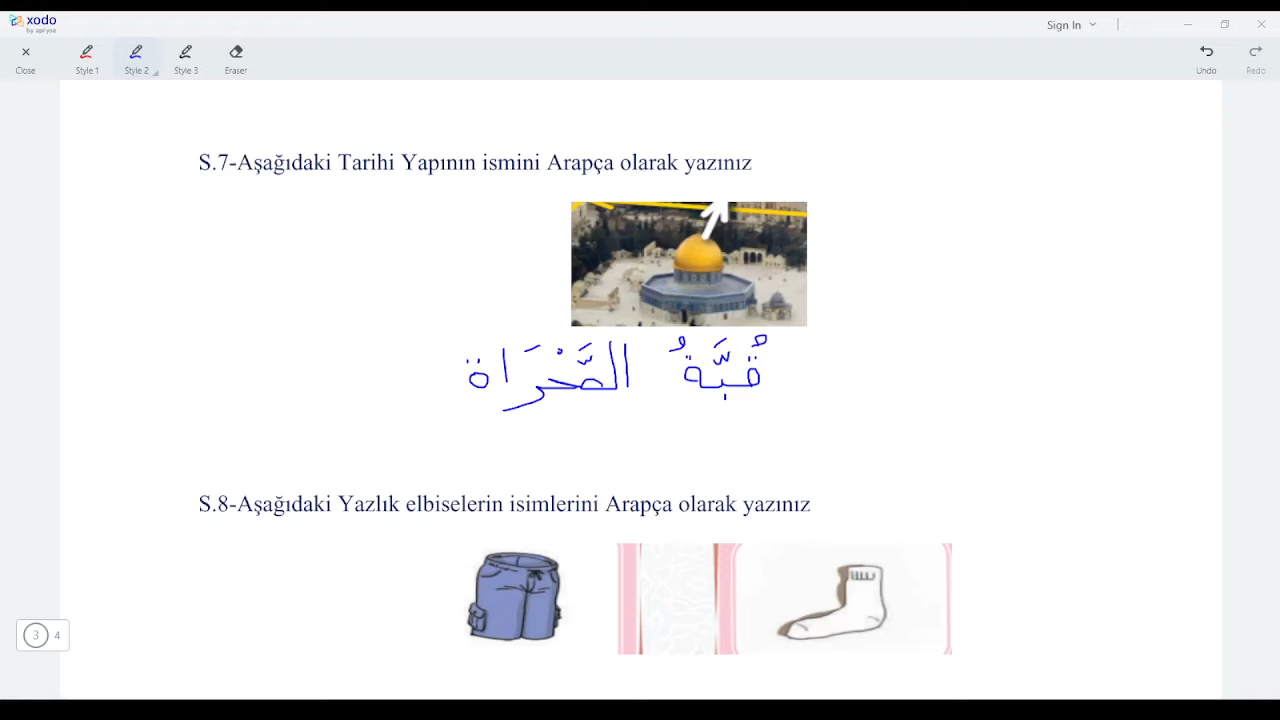 xodo
by apryse
Sign In
Close
Style 1
Style 2
Style 3
Eraser
Undo
Redo
S.7-Aşağıdaki Tarihi Yapının ismini Arapça olarak yazınız
قُبَّةُ الصَّخْرَاة
S.8-Aşağıdaki Yazlık elbiselerin isimlerini Arapça olarak yazınız
3 4